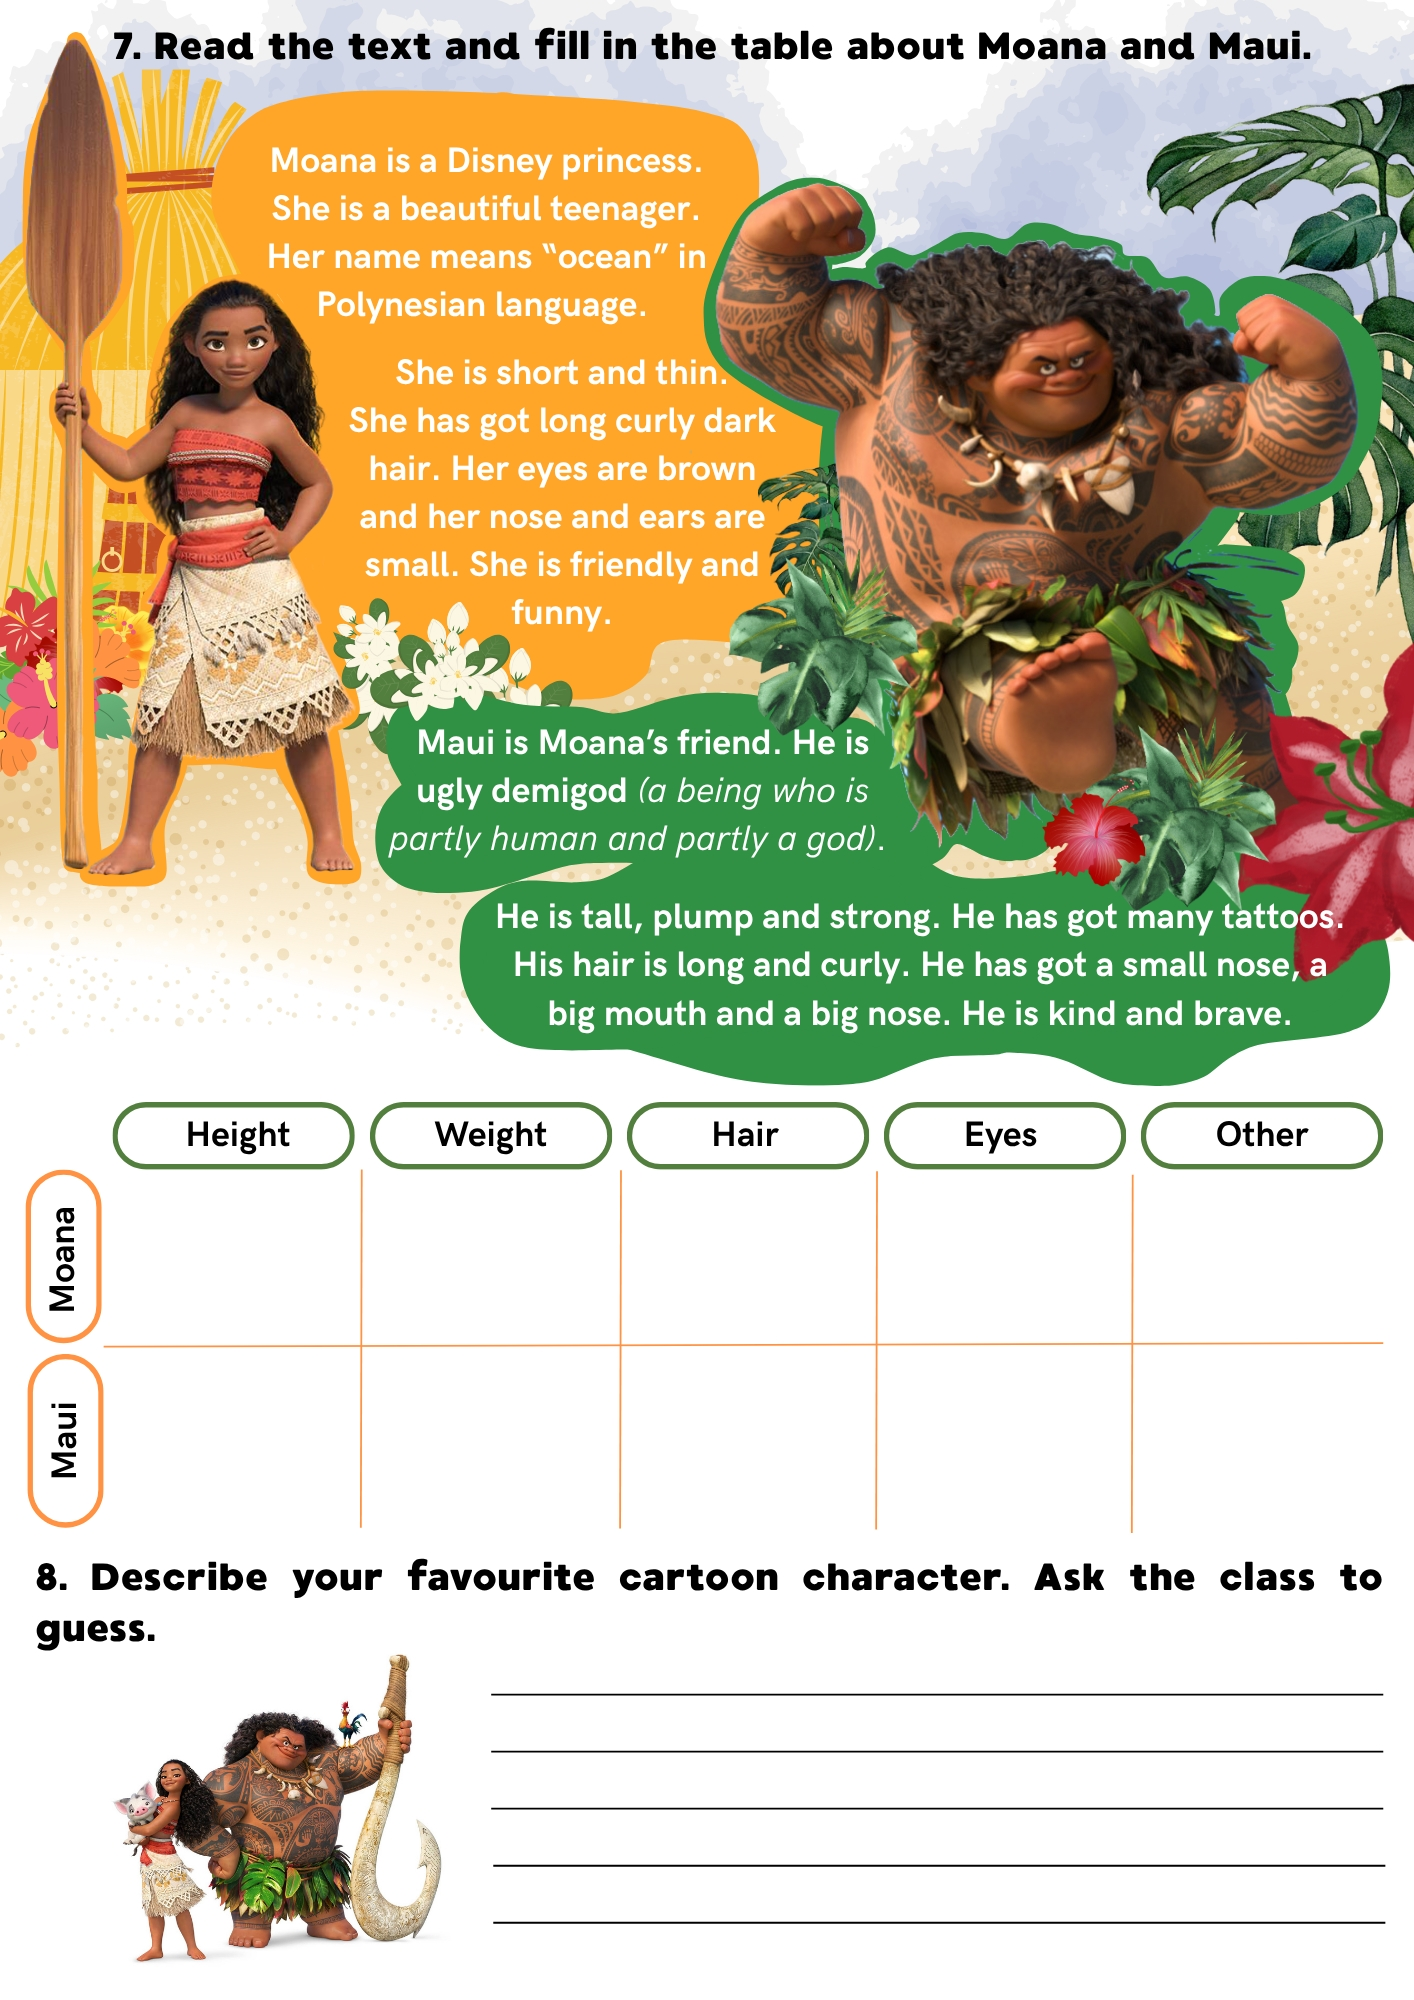 7. Read the text and fill in the table about Moana and Maui.
Moana is a Disney princess.
She is a beautiful teenager.
Her name means “ocean” in
Polynesian language.
She is short and thin.
She has got long curly dark
hair. Her eyes are brown
and her nose and ears are
small. She is friendly and
funny.
Maui is Moana’s friend. He is
ugly demigod (a being who is
partly human and partly a god).
He is tall, plump and strong. He has got many tattoos.
His hair is long and curly. He has got a small nose, a
big mouth and a big nose. He is kind and brave.
Height Weight Hair Eyes Other
Moana
Maui
8. Describe your favourite cartoon character. Ask the class to
guess.